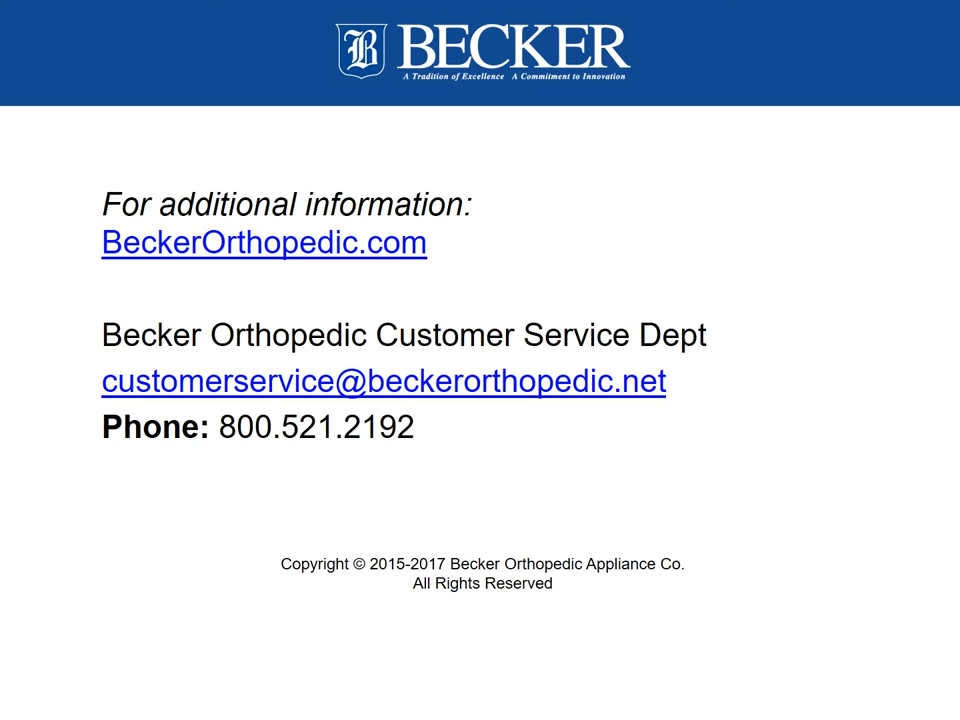 B BECKER
A Tradition of Excellence A Commitment to Innovation
For additional information:
BeckerOrthopedic.com
Becker Orthopedic Customer Service Dept
customerservice@beckerorthopedic.net
Phone: 800.521.2192
Copyright © 2015-2017 Becker Orthopedic Appliance Co.
All Rights Reserved